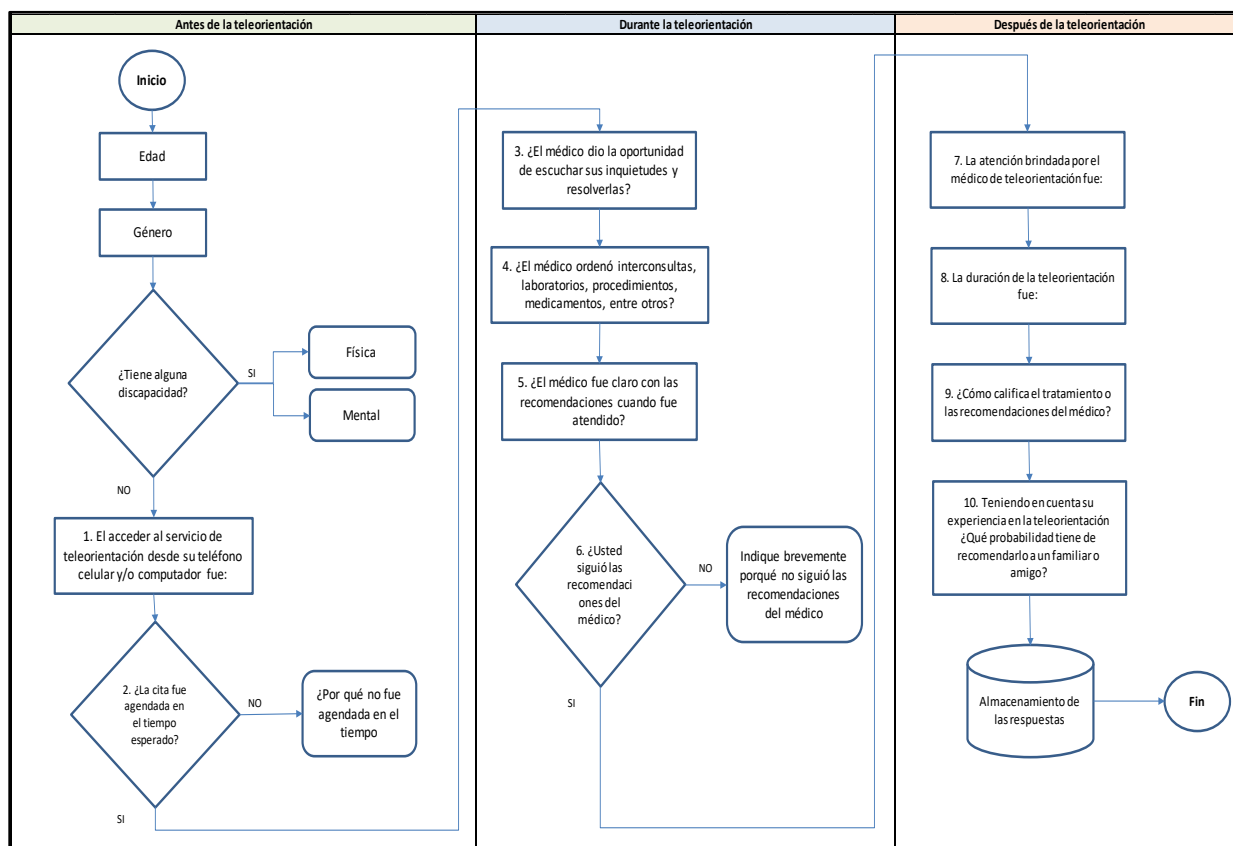 Antes de la teleorientación
Inicio
Edad
Género
¿Tiene alguna
discapacidad?
SI
Física
Mental
NO
1. El acceder al servicio de
teleorientación desde su teléfono
celular y/o computador fue:
2. ¿La cita fue
agendada en
el tiempo
esperado?
NO
¿Por qué no fue
agendada en el
tiempo
SI
Durante la teleorientación
3. ¿El médico dio la oportunidad
de escuchar sus inquietudes y
resolverlas?
4. ¿El médico ordenó interconsultas,
laboratorios, procedimientos,
medicamentos, entre otros?
5. ¿El médico fue claro con las
recomendaciones cuando fue
atendido?
6. ¿Usted
siguió las
recomendaci
ones del
médico?
NO
Indique brevemente
porqué no siguió las
recomendaciones
del médico
SI
Después de la teleorientación
7. La atención brindada por el
médico de teleorientación fue:
8. La duración de la teleorientación
fue:
9. ¿Cómo califica el tratamiento o
las recomendaciones del médico?
10. Teniendo en cuenta su
experiencia en la teleorientación
¿Qué probabilidad tiene de
recomendarlo a un familiar o
amigo?
Almacenamiento de
las respuestas
Fin